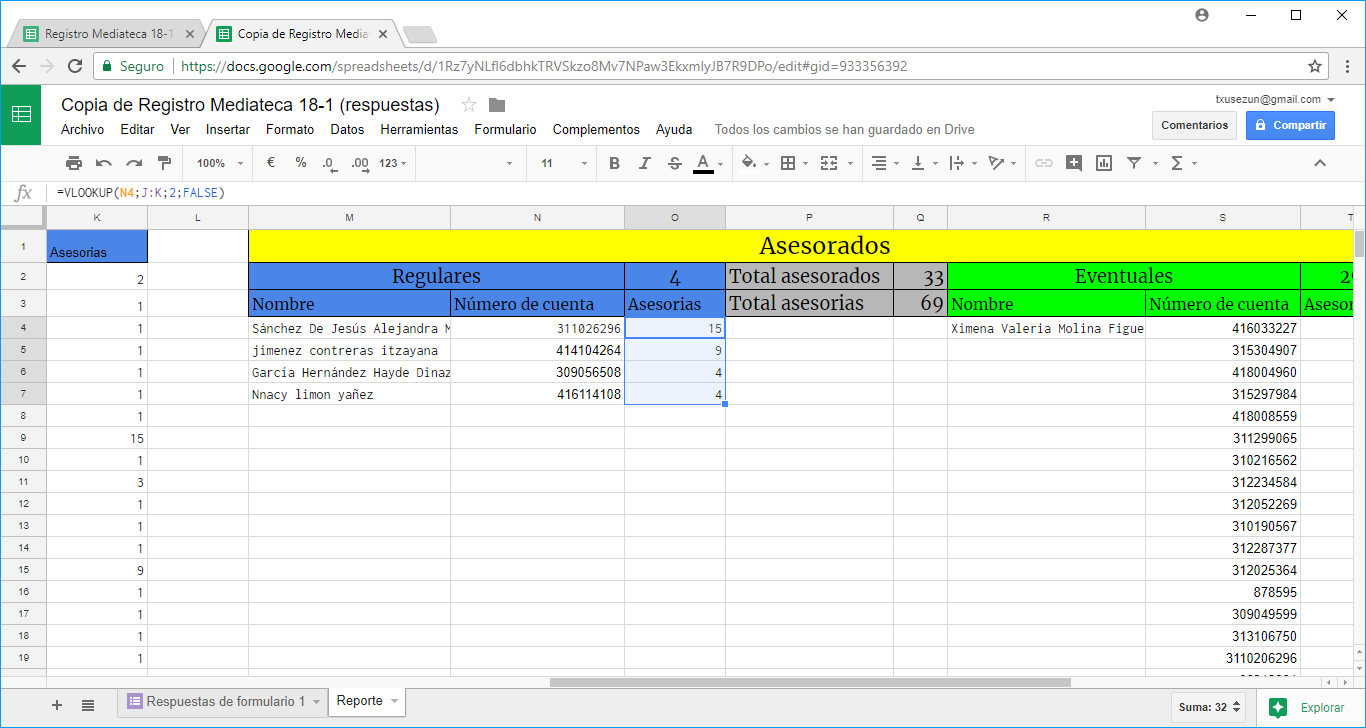 Registro Mediateca 18-1
Copia de Registro Media
Seguro https://docs.google.com/spreadsheets/d/1Rz7yNLfl6dbhkTRVSkzo8Mv7NPaw3EkxmlyJB7R9DPo/edit#gid=933356392
Copia de Registro Mediateca 18-1 (respuestas)
txusezun@gmail.com
Archivo Editar Ver Insertar Formato Datos Herramientas Formulario Complementos Ayuda Todos los cambios se han guardado en Drive
Comentarios Compartir
100% € % .0 .00 123 11 B I S A Σ
fx =VLOOKUP(N4;J:K;2;FALSE)
K L M N O P Q R S T
1 Asesorias Asesorados
2 2 Regulares 4 Total asesorados 33 Eventuales
3 1 Nombre Número de cuenta Asesorias Total asesorias 69 Nombre Número de cuenta Asesor
4 1 Sánchez De Jesús Alejandra M 311026296 15 Ximena Valeria Molina Figue 416033227
5 1 jimenez contreras itzayana 414104264 9 315304907
6 1 García Hernández Hayde Dinaz 309056508 4 418004960
7 1 Nnacy limon yañez 416114108 4 315297984
8 1 418008559
9 15 311299065
10 1 310216562
11 3 312234584
12 1 312052269
13 1 310190567
14 1 312287377
15 9 312025364
16 1 878595
17 1 309049599
18 1 313106750
19 1 3110206296
Respuestas de formulario 1 Reporte Suma: 32 Explorar